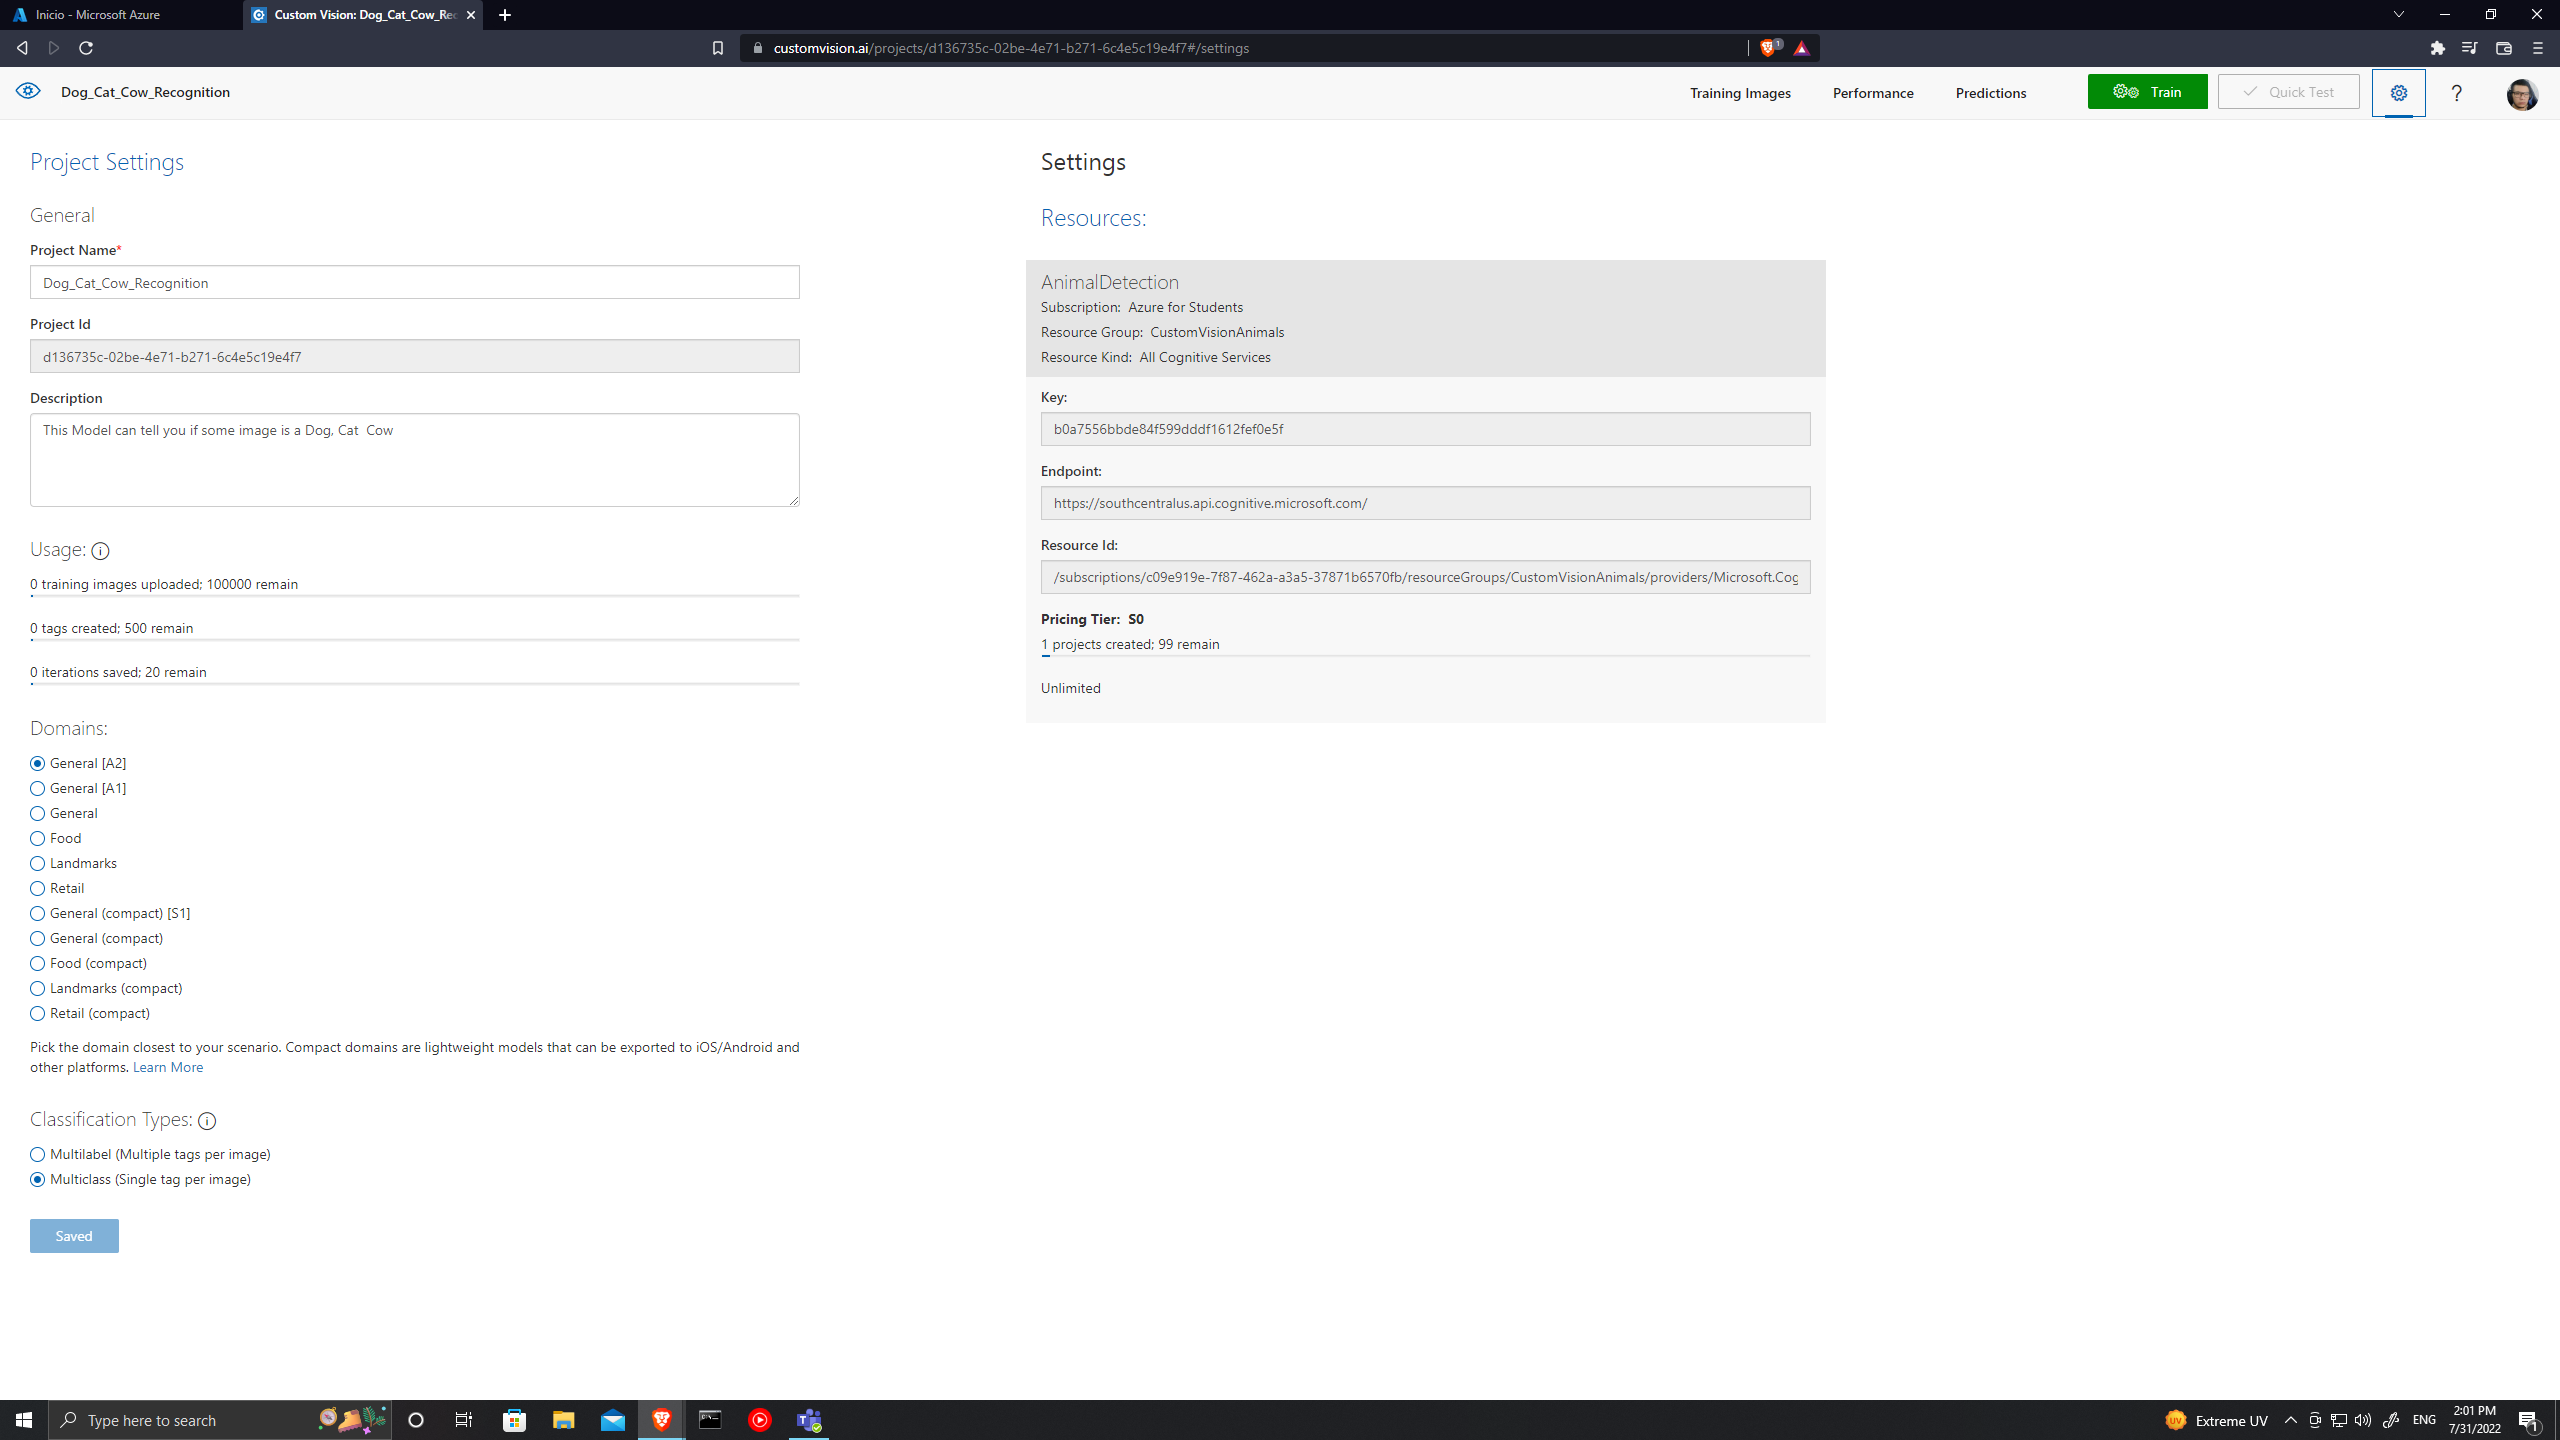 Inicio - Microsoft Azure
Custom Vision: Dog_Cat_Cow_Rec
customvision.ai/projects/d136735c-02be-4e71-b271-6c4e5c19e4f7#/settings
1
Dog_Cat_Cow_Recognition
Training Images
Performance
Predictions
Train
Quick Test
?
Project Settings
General
Project Name*
Dog_Cat_Cow_Recognition
Project Id
d136735c-02be-4e71-b271-6c4e5c19e4f7
Description
This Model can tell you if some image is a Dog, Cat  Cow
Usage:
0 training images uploaded; 100000 remain
0 tags created; 500 remain
0 iterations saved; 20 remain
Domains:
General [A2]
General [A1]
General
Food
Landmarks
Retail
General (compact) [S1]
General (compact)
Food (compact)
Landmarks (compact)
Retail (compact)
Pick the domain closest to your scenario. Compact domains are lightweight models that can be exported to iOS/Android and
other platforms. Learn More
Classification Types:
Multilabel (Multiple tags per image)
Multiclass (Single tag per image)
Saved
Settings
Resources:
AnimalDetection
Subscription: Azure for Students
Resource Group: CustomVisionAnimals
Resource Kind: All Cognitive Services
Key:
b0a7556bbde84f599dddf1612fef0e5f
Endpoint:
https://southcentralus.api.cognitive.microsoft.com/
Resource Id:
/subscriptions/c09e919e-7f87-462a-a3a5-37871b6570fb/resourceGroups/CustomVisionAnimals/providers/Microsoft.Cog
Pricing Tier: S0
1 projects created; 99 remain
Unlimited
Type here to search
UV
Extreme UV
ENG
2:01 PM
7/31/2022
1